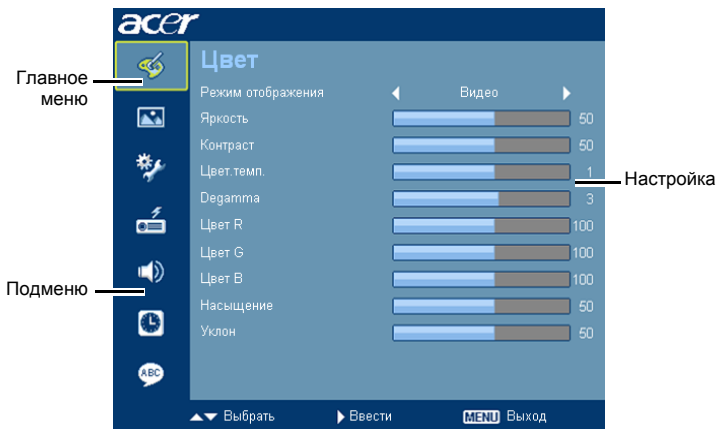 acer
Цвет
Главное
меню
Режим отображения Видео
Яркость 50
Контраст 50
Цвет.темп. 1
Настройка
Degamma 3
Цвет R 100
Цвет G 100
Цвет B 100
Подменю
Насыщение 50
Уклон 50
ABC
Выбрать Ввести MENU Выход